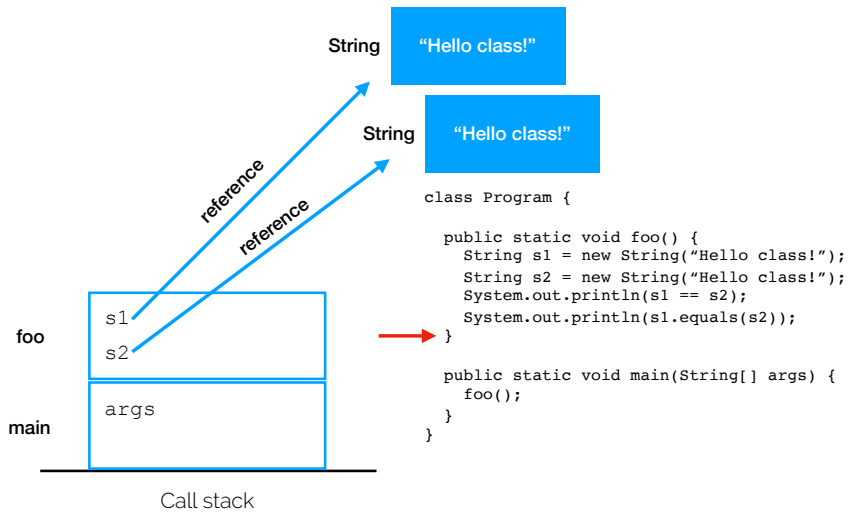 String
“Hello class!”
String
“Hello class!”
reference
reference
class Program {
public static void foo() {
String s1 = new String(“Hello class!”);
String s2 = new String(“Hello class!”);
System.out.println(s1 == s2);
System.out.println(s1.equals(s2));
}
public static void main(String[] args) {
foo();
}
}
foo
s1
s2
main
args
Call stack